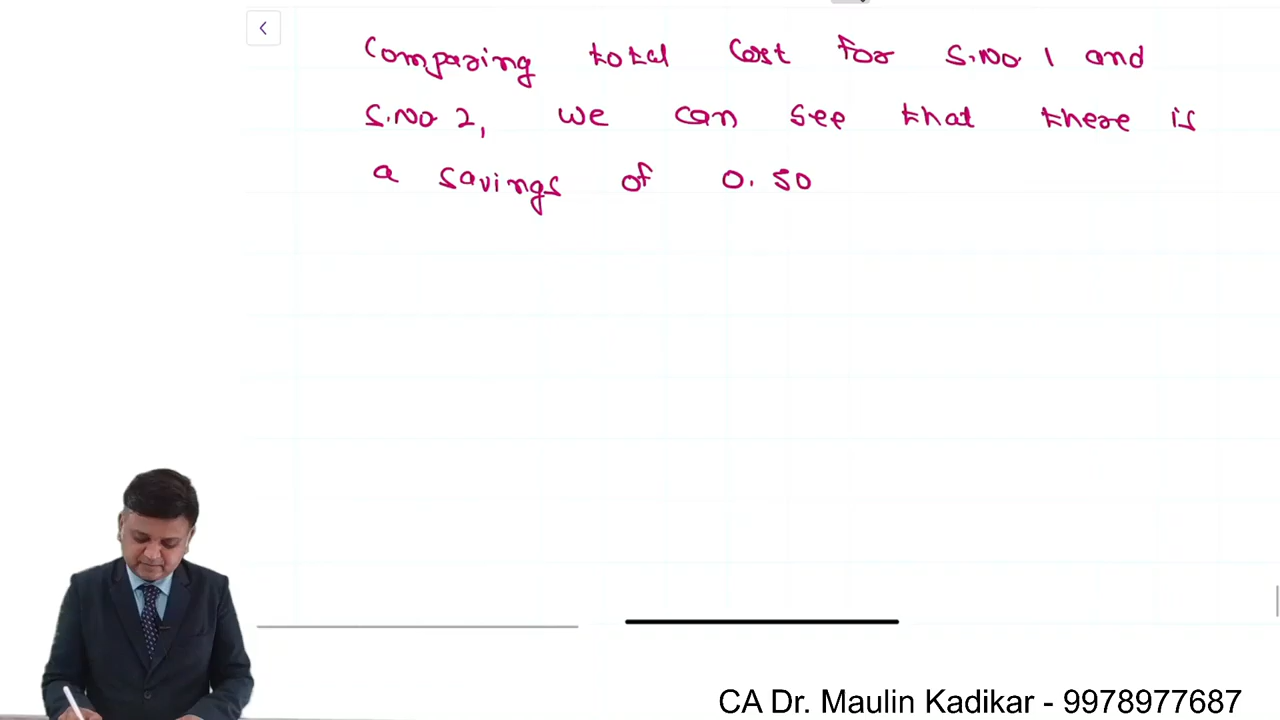 Comparing total cost for S.No 1 and
S.No 2, we can see that there is
a savings of 0.50
CA Dr. Maulin Kadikar - 9978977687